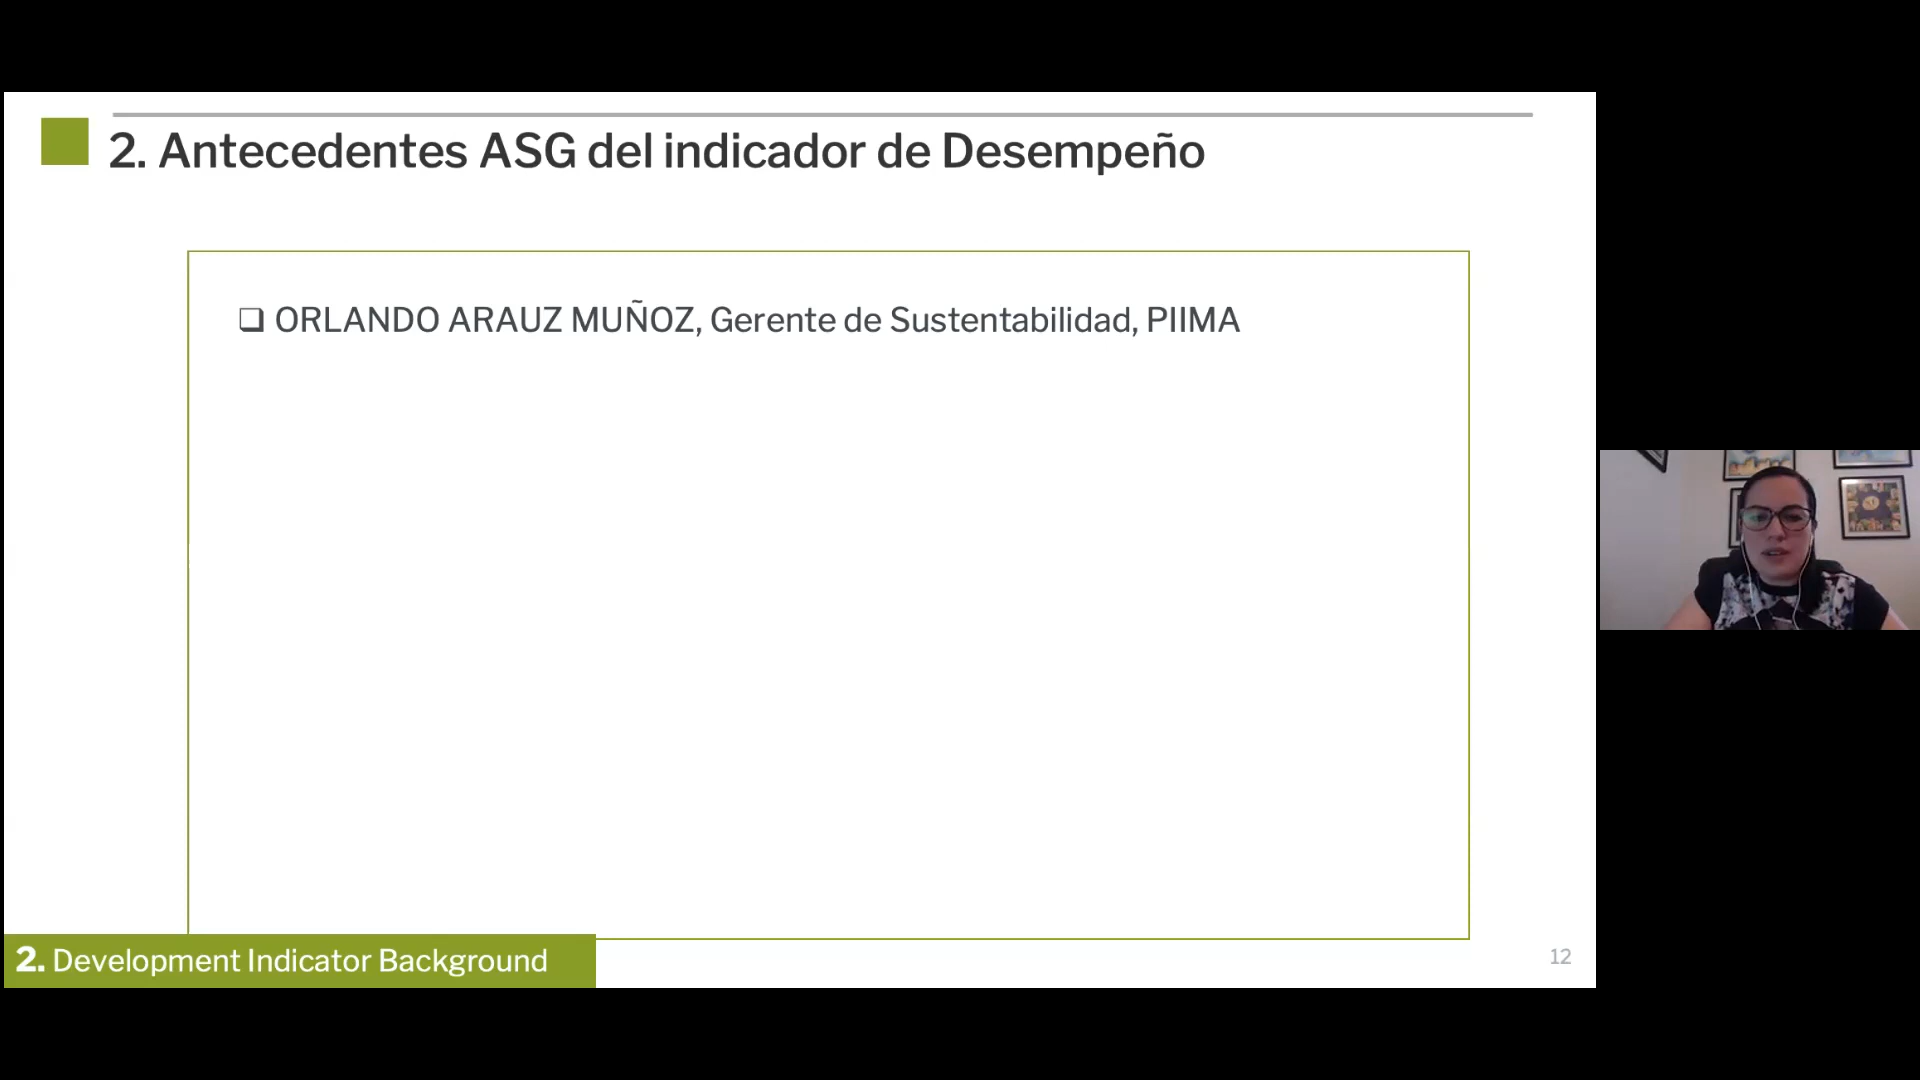 2. Antecedentes ASG del indicador de Desempeño
❑ ORLANDO ARAUZ MUÑOZ, Gerente de Sustentabilidad, PIIMA
2. Development Indicator Background
12